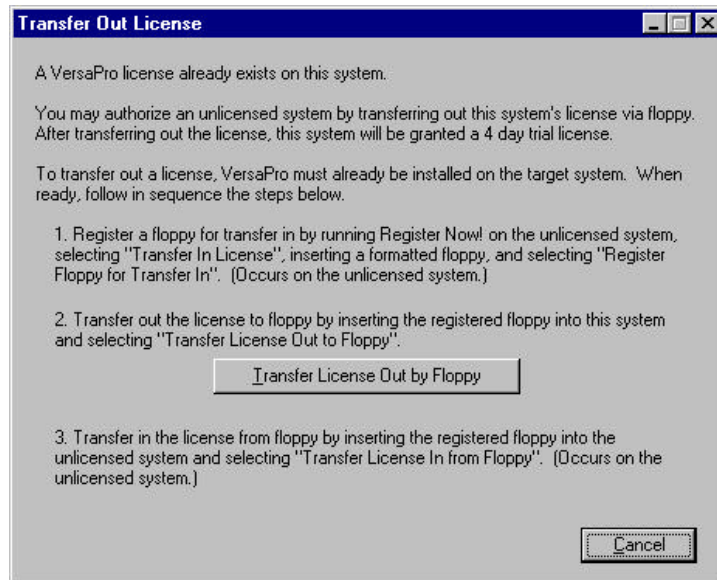 Transfer Out License
A VersaPro license already exists on this system.
You may authorize an unlicensed system by transferring out this system's license via floppy.
After transferring out the license, this system will be granted a 4 day trial license.
To transfer out a license, VersaPro must already be installed on the target system. When
ready, follow in sequence the steps below.
1. Register a floppy for transfer in by running Register Now! on the unlicensed system,
selecting "Transfer In License", inserting a formatted floppy, and selecting "Register
Floppy for Transfer In". (Occurs on the unlicensed system.)
2. Transfer out the license to floppy by inserting the registered floppy into this system
and selecting "Transfer License Out to Floppy".
Transfer License Out by Floppy
3. Transfer in the license from floppy by inserting the registered floppy into the
unlicensed system and selecting "Transfer License In from Floppy". (Occurs on the
unlicensed system.)
Cancel